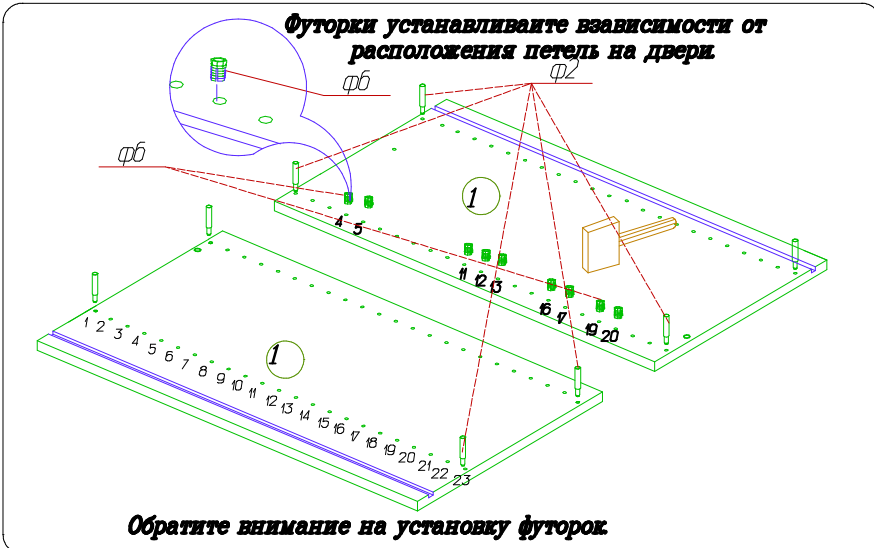 Футорки устанавливаите взависимости от
расположения петель на двери.
ф6
ф2
ф6
1
4 5
11 12 13
16 17
19 20
1
1 2 3 4 5 6 7 8 9 10 11 12 13 14 15 16 17 18 19 20 21 22 23
Обратите внимание на установку футорок.